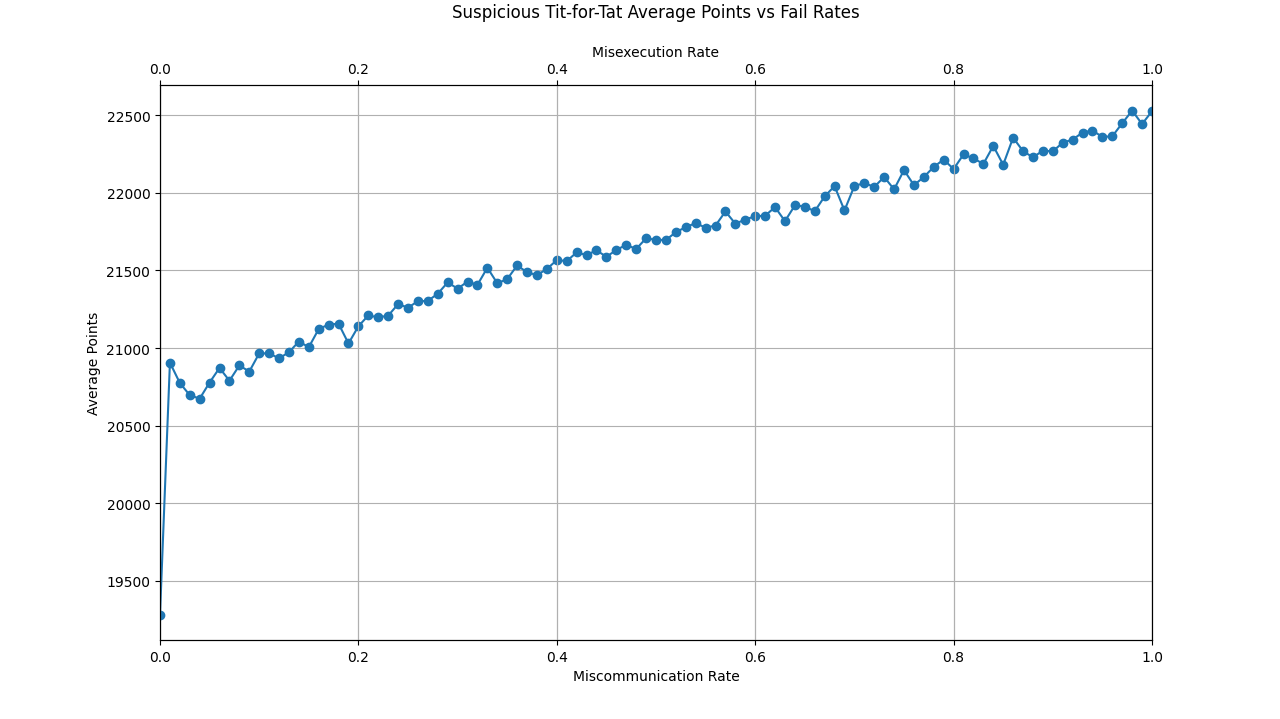 Suspicious Tit-for-Tat Average Points vs Fail Rates
Misexecution Rate
0.0 0.2 0.4 0.6 0.8 1.0
22500
22000
21500
21000
20500
20000
19500
Average Points
0.0 0.2 0.4 0.6 0.8 1.0
Miscommunication Rate